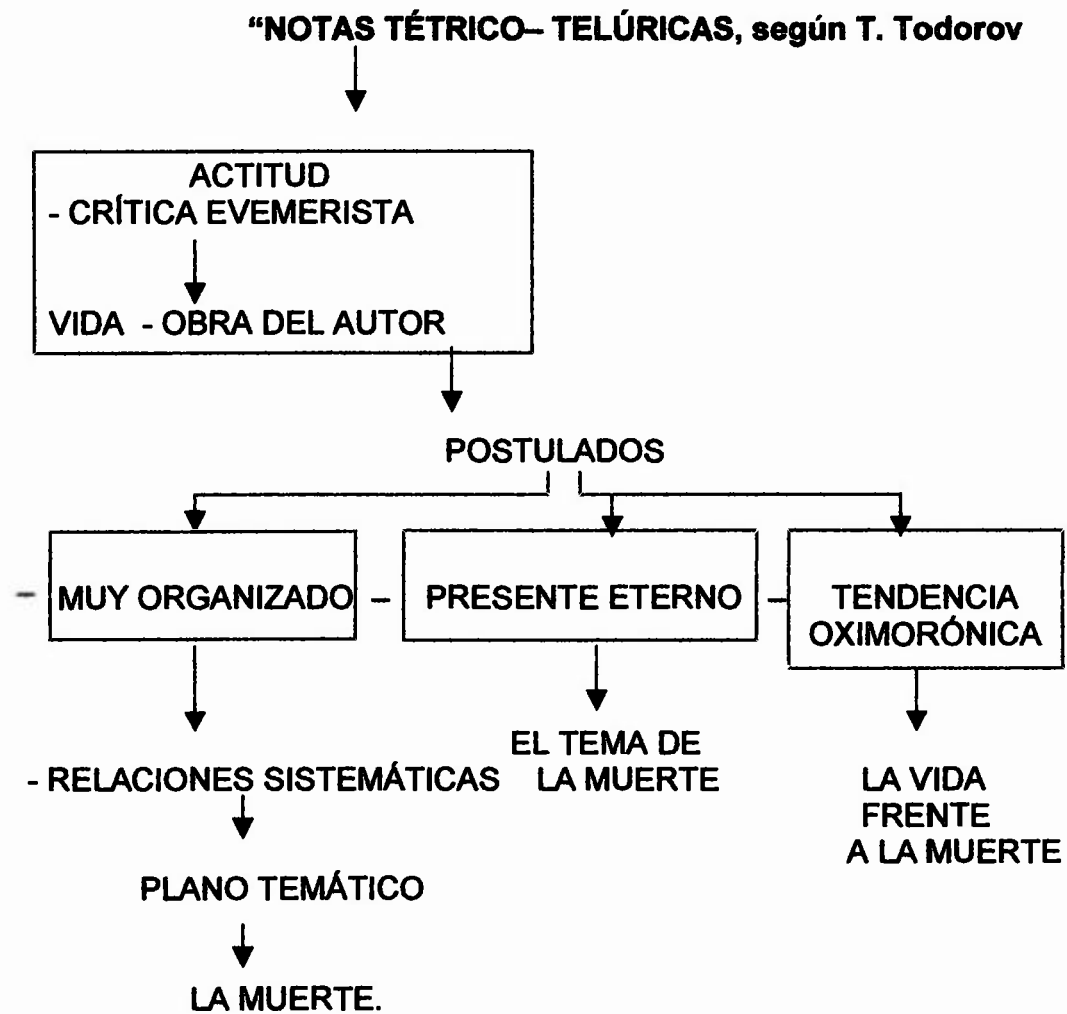 “NOTAS TÉTRICO– TELÚRICAS, según T. Todorov
ACTITUD
- CRÍTICA EVEMERISTA
VIDA - OBRA DEL AUTOR
POSTULADOS
- MUY ORGANIZADO – PRESENTE ETERNO – TENDENCIA
OXIMORÓNICA
EL TEMA DE
LA MUERTE
- RELACIONES SISTEMÁTICAS
PLANO TEMÁTICO
LA MUERTE.
LA VIDA
FRENTE
A LA MUERTE